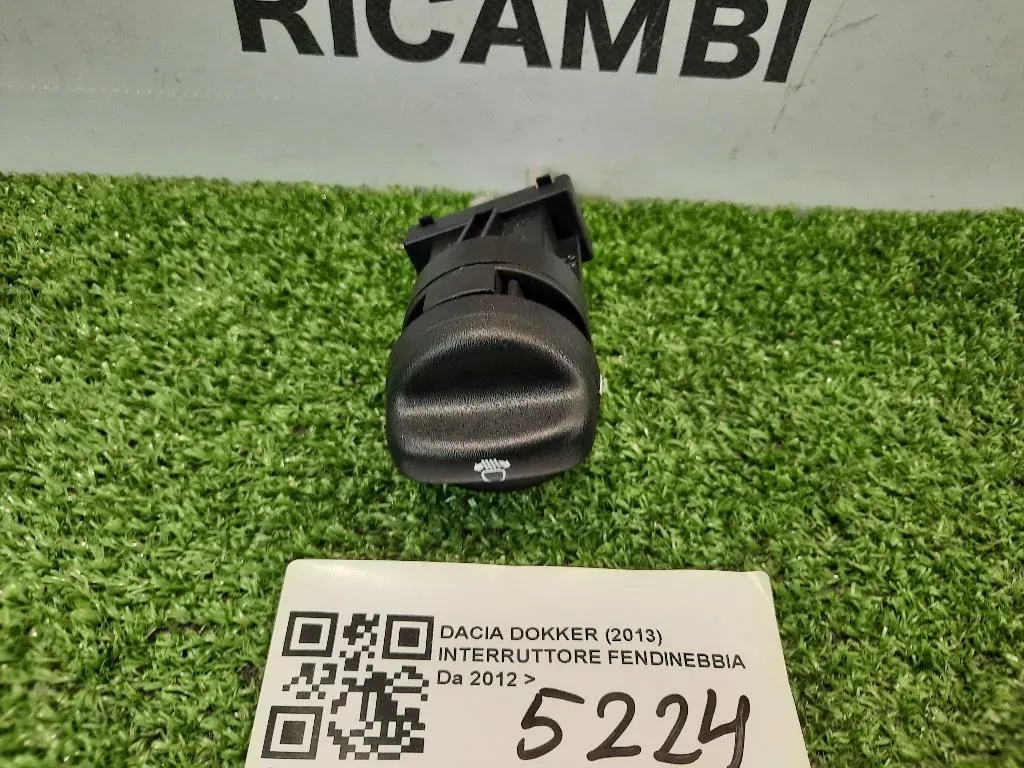 RICAMBI
DACIA DOKKER (2013)
INTERRUTTORE FENDINEBBIA
Da 2012 >
5224